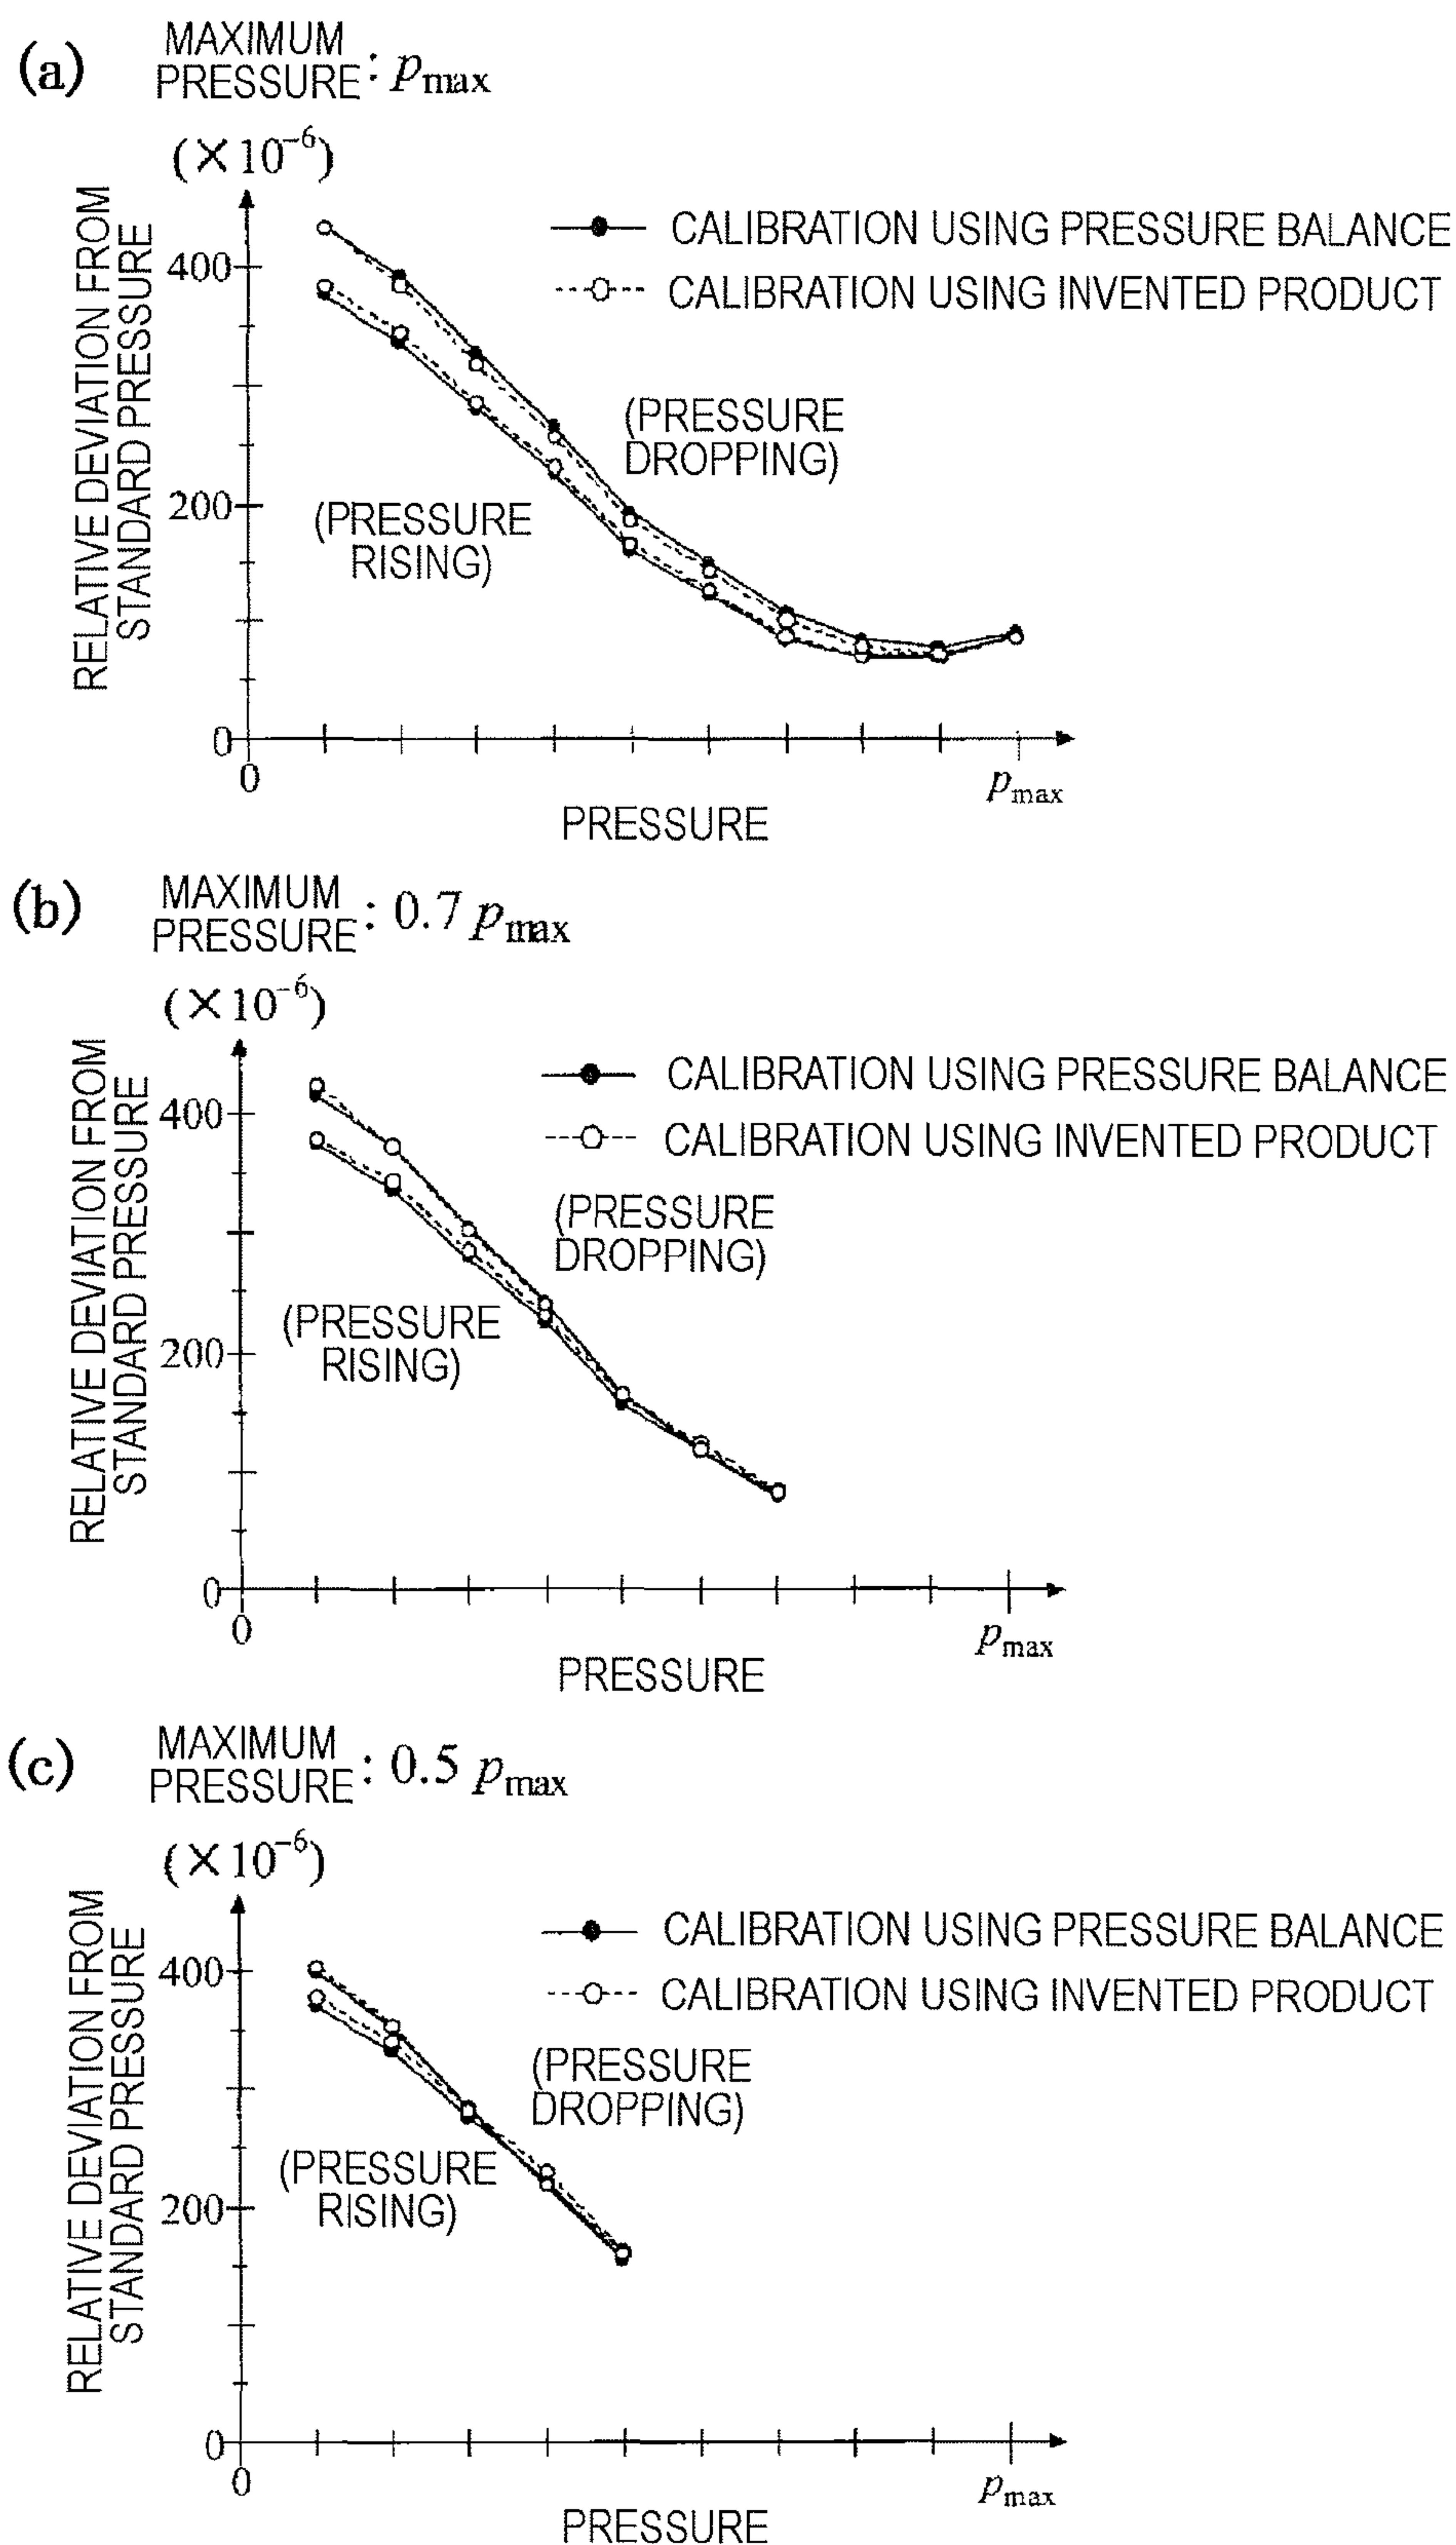 (a) MAXIMUM
PRESSURE : pmax
(×10⁻⁶)
RELATIVE DEVIATION FROM
STANDARD PRESSURE
400
200
0
CALIBRATION USING PRESSURE BALANCE
CALIBRATION USING INVENTED PRODUCT
(PRESSURE
DROPPING)
(PRESSURE
RISING)
0
pmax
PRESSURE
(b) MAXIMUM
PRESSURE : 0.7 pmax
(×10⁻⁶)
RELATIVE DEVIATION FROM
STANDARD PRESSURE
400
200
0
CALIBRATION USING PRESSURE BALANCE
CALIBRATION USING INVENTED PRODUCT
(PRESSURE
DROPPING)
(PRESSURE
RISING)
0
pmax
PRESSURE
(c) MAXIMUM
PRESSURE : 0.5 pmax
(×10⁻⁶)
RELATIVE DEVIATION FROM
STANDARD PRESSURE
400
200
0
CALIBRATION USING PRESSURE BALANCE
CALIBRATION USING INVENTED PRODUCT
(PRESSURE
DROPPING)
(PRESSURE
RISING)
0
pmax
PRESSURE